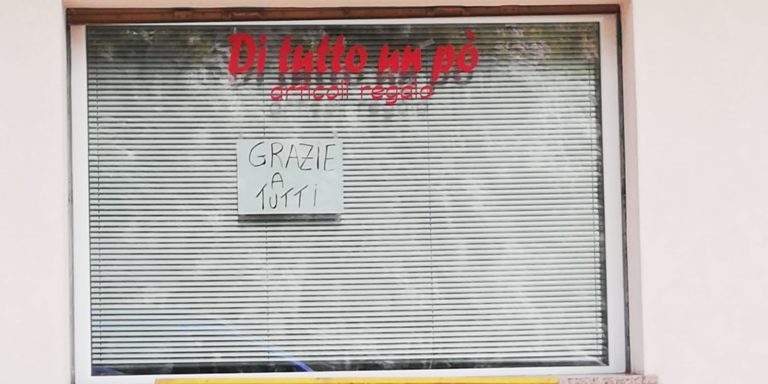 Di tutto un pò
articoli regalo
GRAZIE
A
TUTTI